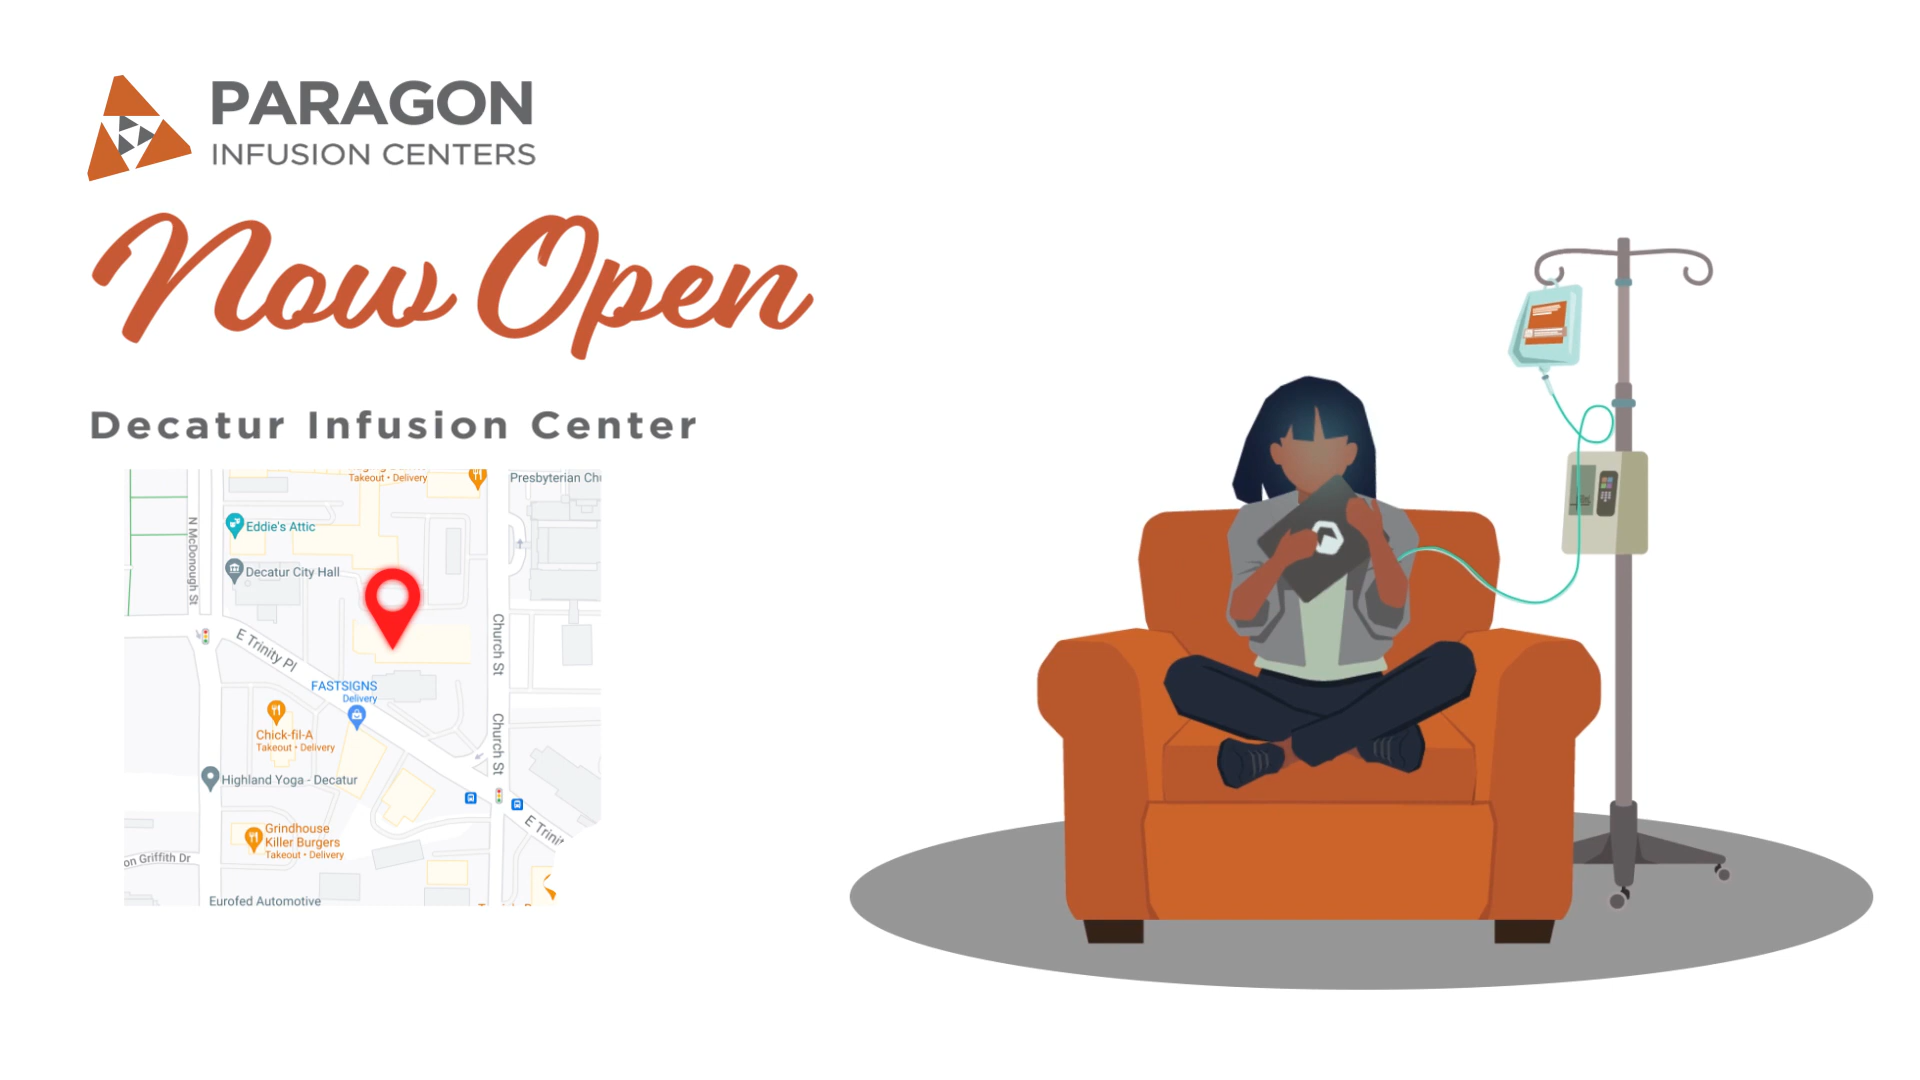 PARAGON
INFUSION CENTERS
Now Open
Decatur Infusion Center
Takeout • Delivery
Presbyterian Chu
Eddie's Attic
N McDonough St
Decatur City Hall
E Trinity Pl
Church St
FASTSIGNS
Delivery
Chick-fil-A
Takeout • Delivery
Church St
Highland Yoga - Decatur
Grindhouse
Killer Burgers
Takeout • Delivery
E Trinit
on Griffith Dr
Eurofed Automotive